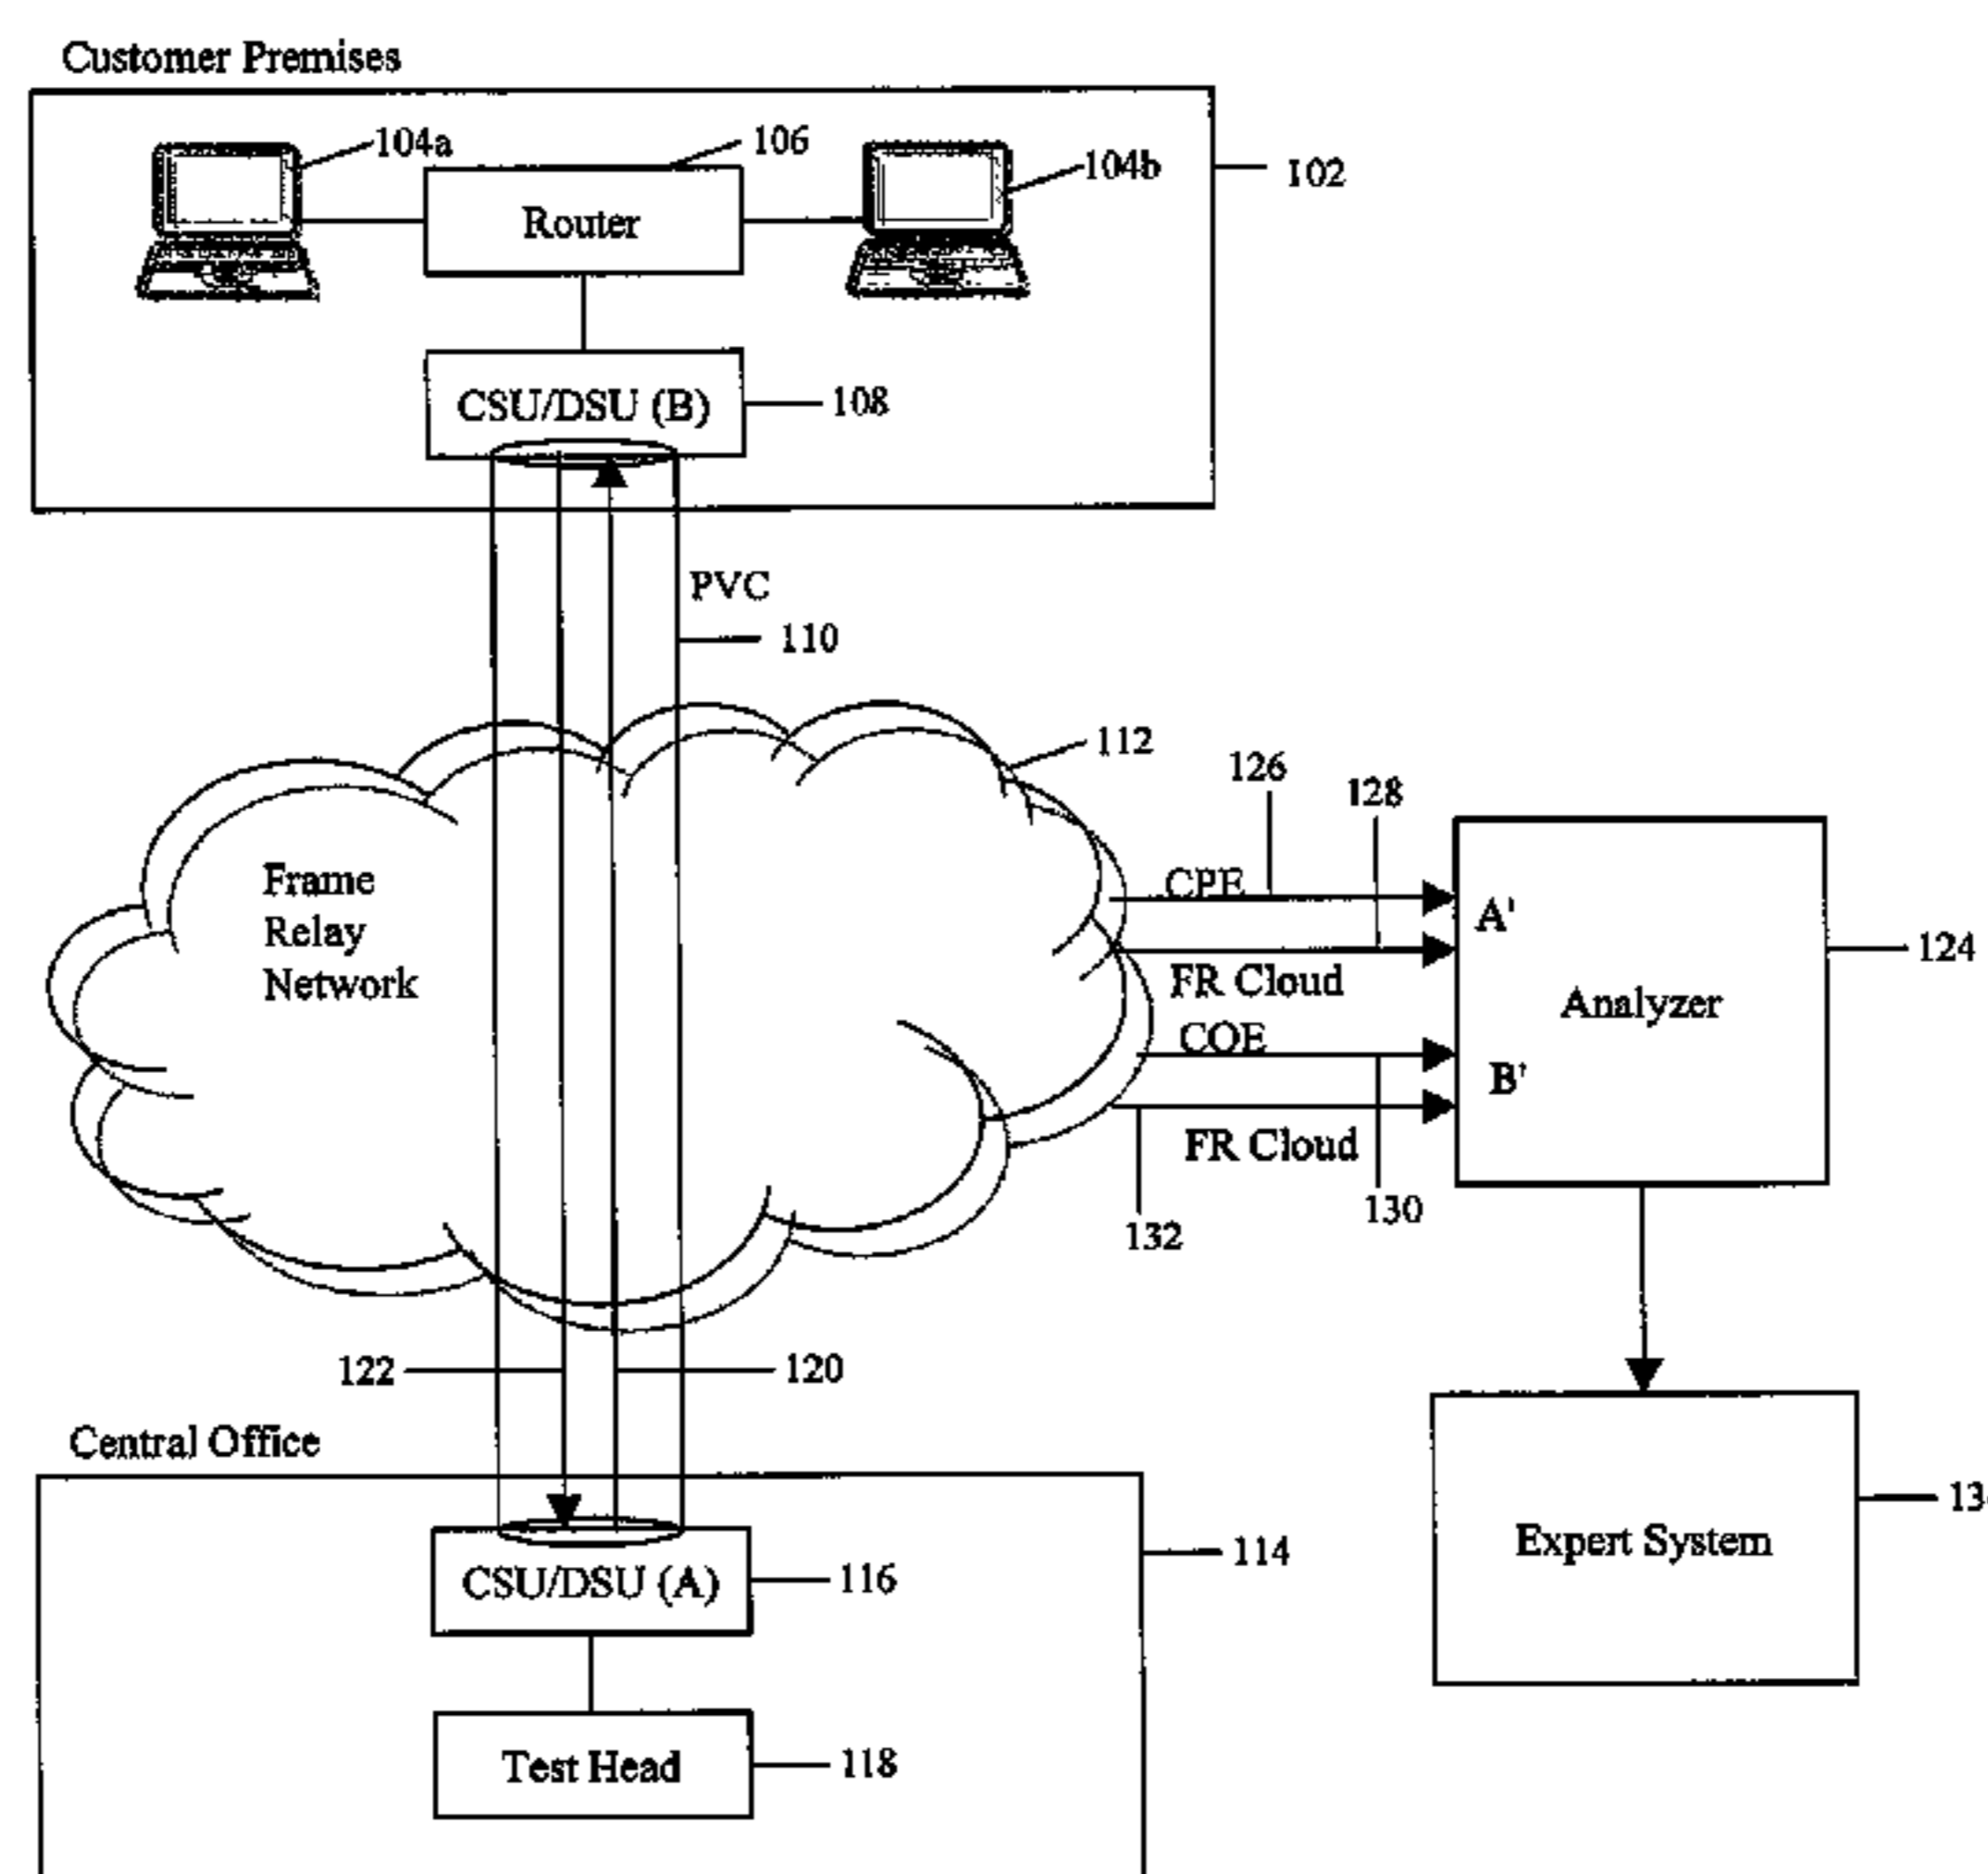 Customer Premises
104a
106
104b
102
Router
CSU/DSU (B)
108
PVC
110
112
126
128
Frame
Relay
Network
CPE
A'
FR Cloud
124
Analyzer
COE
B'
FR Cloud
130
132
122
120
Central Office
Expert System
114
CSU/DSU (A)
116
Test Head
118